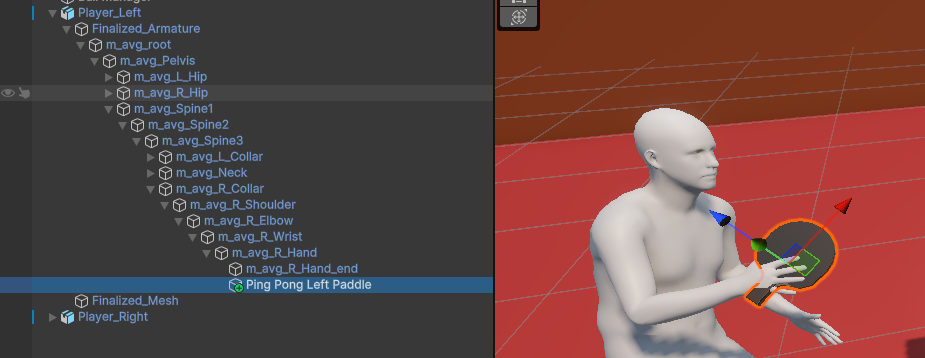 Player_Left
Finalized_Armature
m_avg_root
m_avg_Pelvis
m_avg_L_Hip
m_avg_R_Hip
m_avg_Spine1
m_avg_Spine2
m_avg_Spine3
m_avg_L_Collar
m_avg_Neck
m_avg_R_Collar
m_avg_R_Shoulder
m_avg_R_Elbow
m_avg_R_Wrist
m_avg_R_Hand
m_avg_R_Hand_end
Ping Pong Left Paddle
Finalized_Mesh
Player_Right